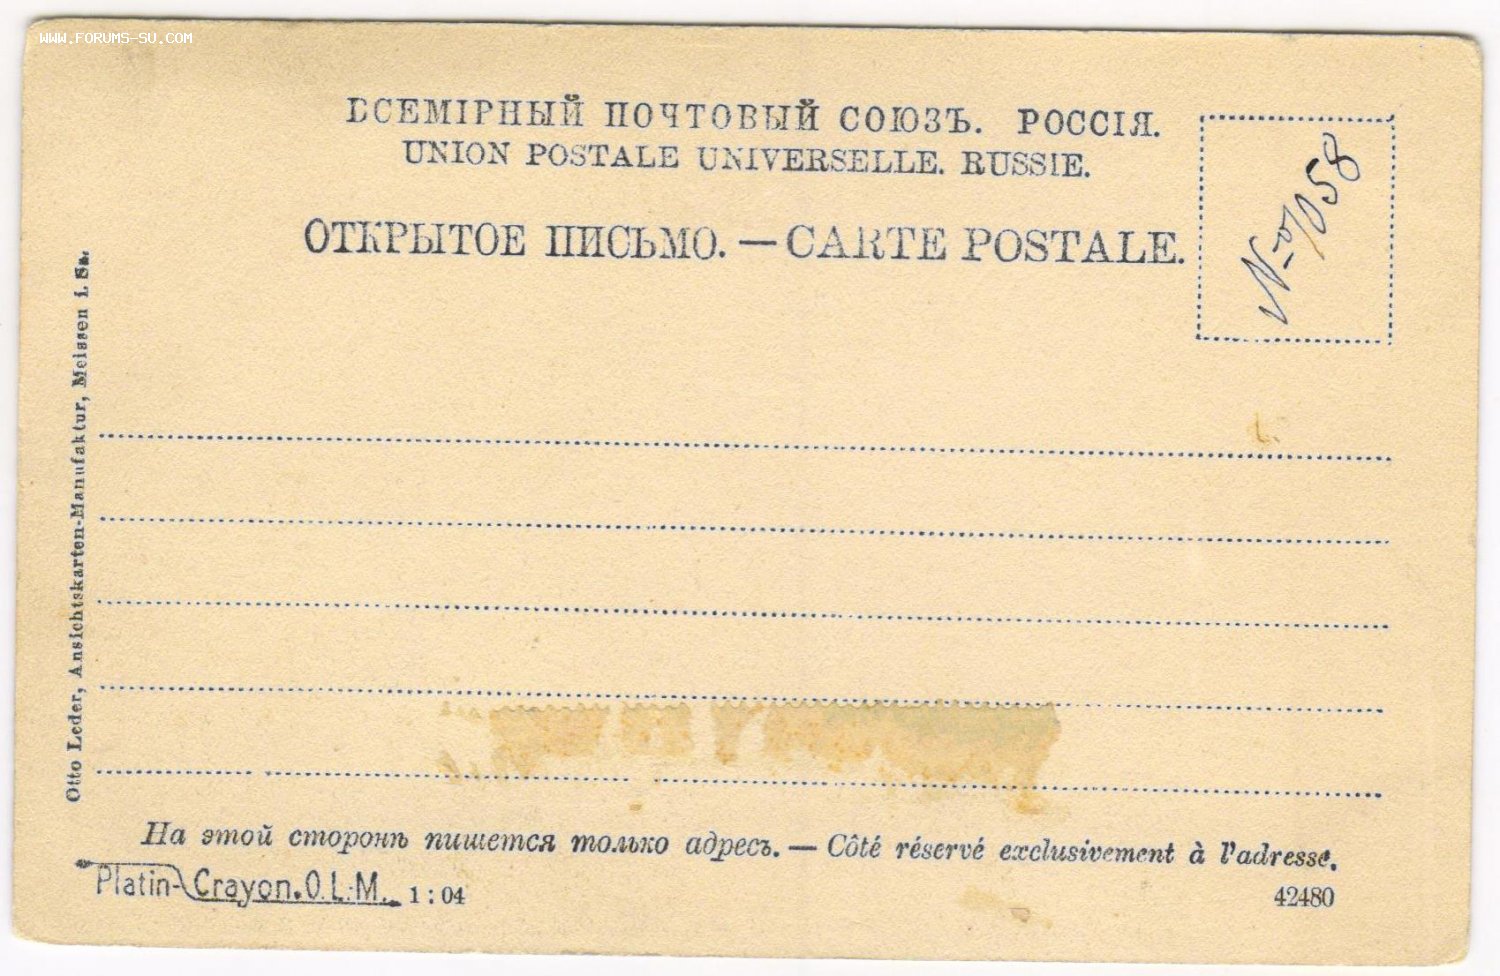 WWW.FORUMS-SU.COM
ВСЕМІРНЫЙ ПОЧТОВЫЙ СОЮЗЪ. РОССІЯ.
UNION POSTALE UNIVERSELLE. RUSSIE.
ОТКРЫТОЕ ПИСЬМО. — CARTE POSTALE.
№ 7058
Otto Leder, Ansichtskarten-Manufaktur, Meissen i. Sa.
На этой сторонѣ пишется только адресъ. — Côté réservé exclusivement à l'adresse.
Platin-Crayon. O.L.M. 1 : 04
42480